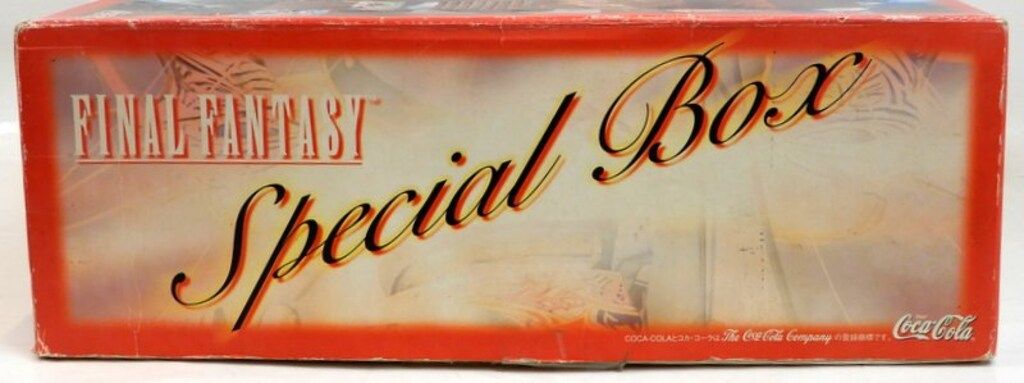 FINAL FANTASY™
Special Box
COCA-COLAとコカ・コーラは、The Coca-Cola Company の登録商標です。
Coca-Cola